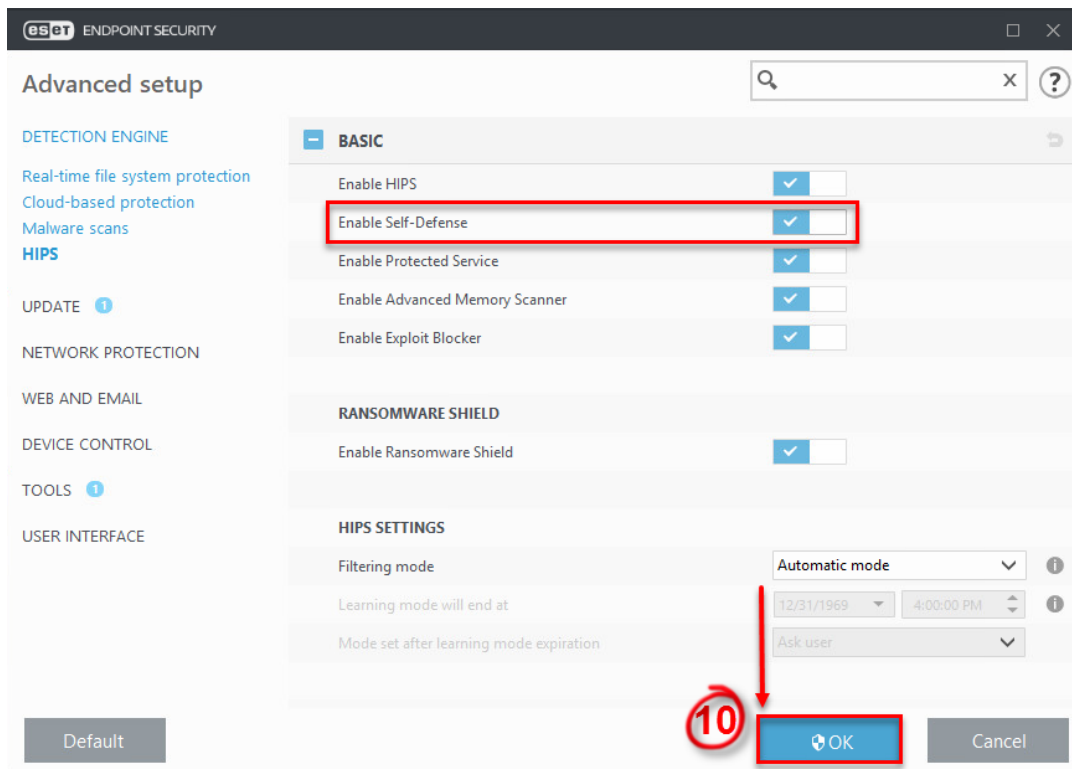 eset ENDPOINT SECURITY
Advanced setup
x
?
DETECTION ENGINE
Real-time file system protection
Cloud-based protection
Malware scans
HIPS
UPDATE 1
NETWORK PROTECTION
WEB AND EMAIL
DEVICE CONTROL
TOOLS 1
USER INTERFACE
BASIC
Enable HIPS
Enable Self-Defense
Enable Protected Service
Enable Advanced Memory Scanner
Enable Exploit Blocker
RANSOMWARE SHIELD
Enable Ransomware Shield
HIPS SETTINGS
Filtering mode Automatic mode
Learning mode will end at 12/31/1969 4:00:00 PM
Mode set after learning mode expiration Ask user
10
Default
OK
Cancel